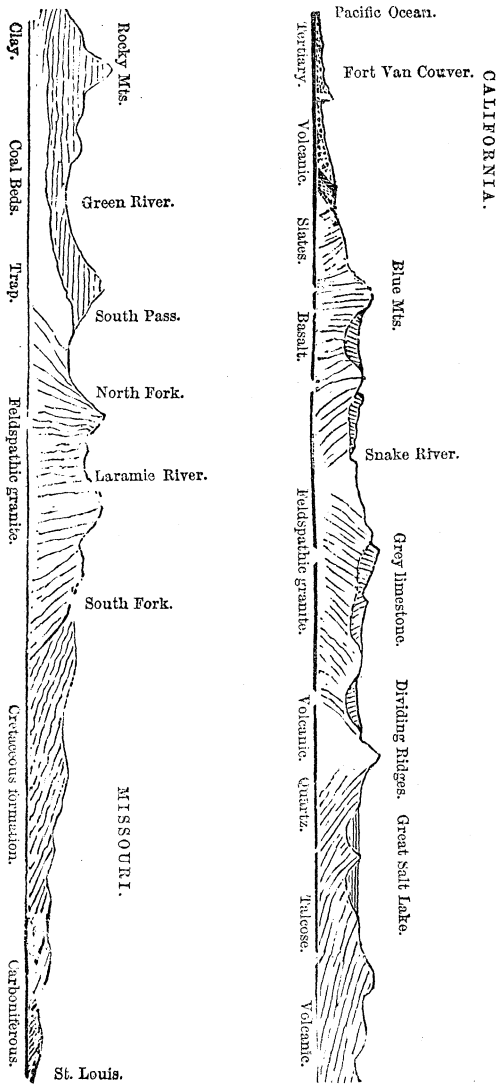 Pacific Ocean.
Fort Van Couver.
CALIFORNIA.
Blue Mts.
Snake River.
Grey limestone.
Dividing Ridges.
Great Salt Lake.
Tertiary.
Volcanic.
Slates.
Basalt.
Feldspathic granite.
Volcanic.
Quartz.
Talcose.
Volcanic.
Rocky Mts.
Green River.
South Pass.
North Fork.
Laramie River.
South Fork.
MISSOURI.
St. Louis.
Clay.
Coal Beds.
Trap.
Feldspathic granite.
Cretaceous formation.
Carboniferous.